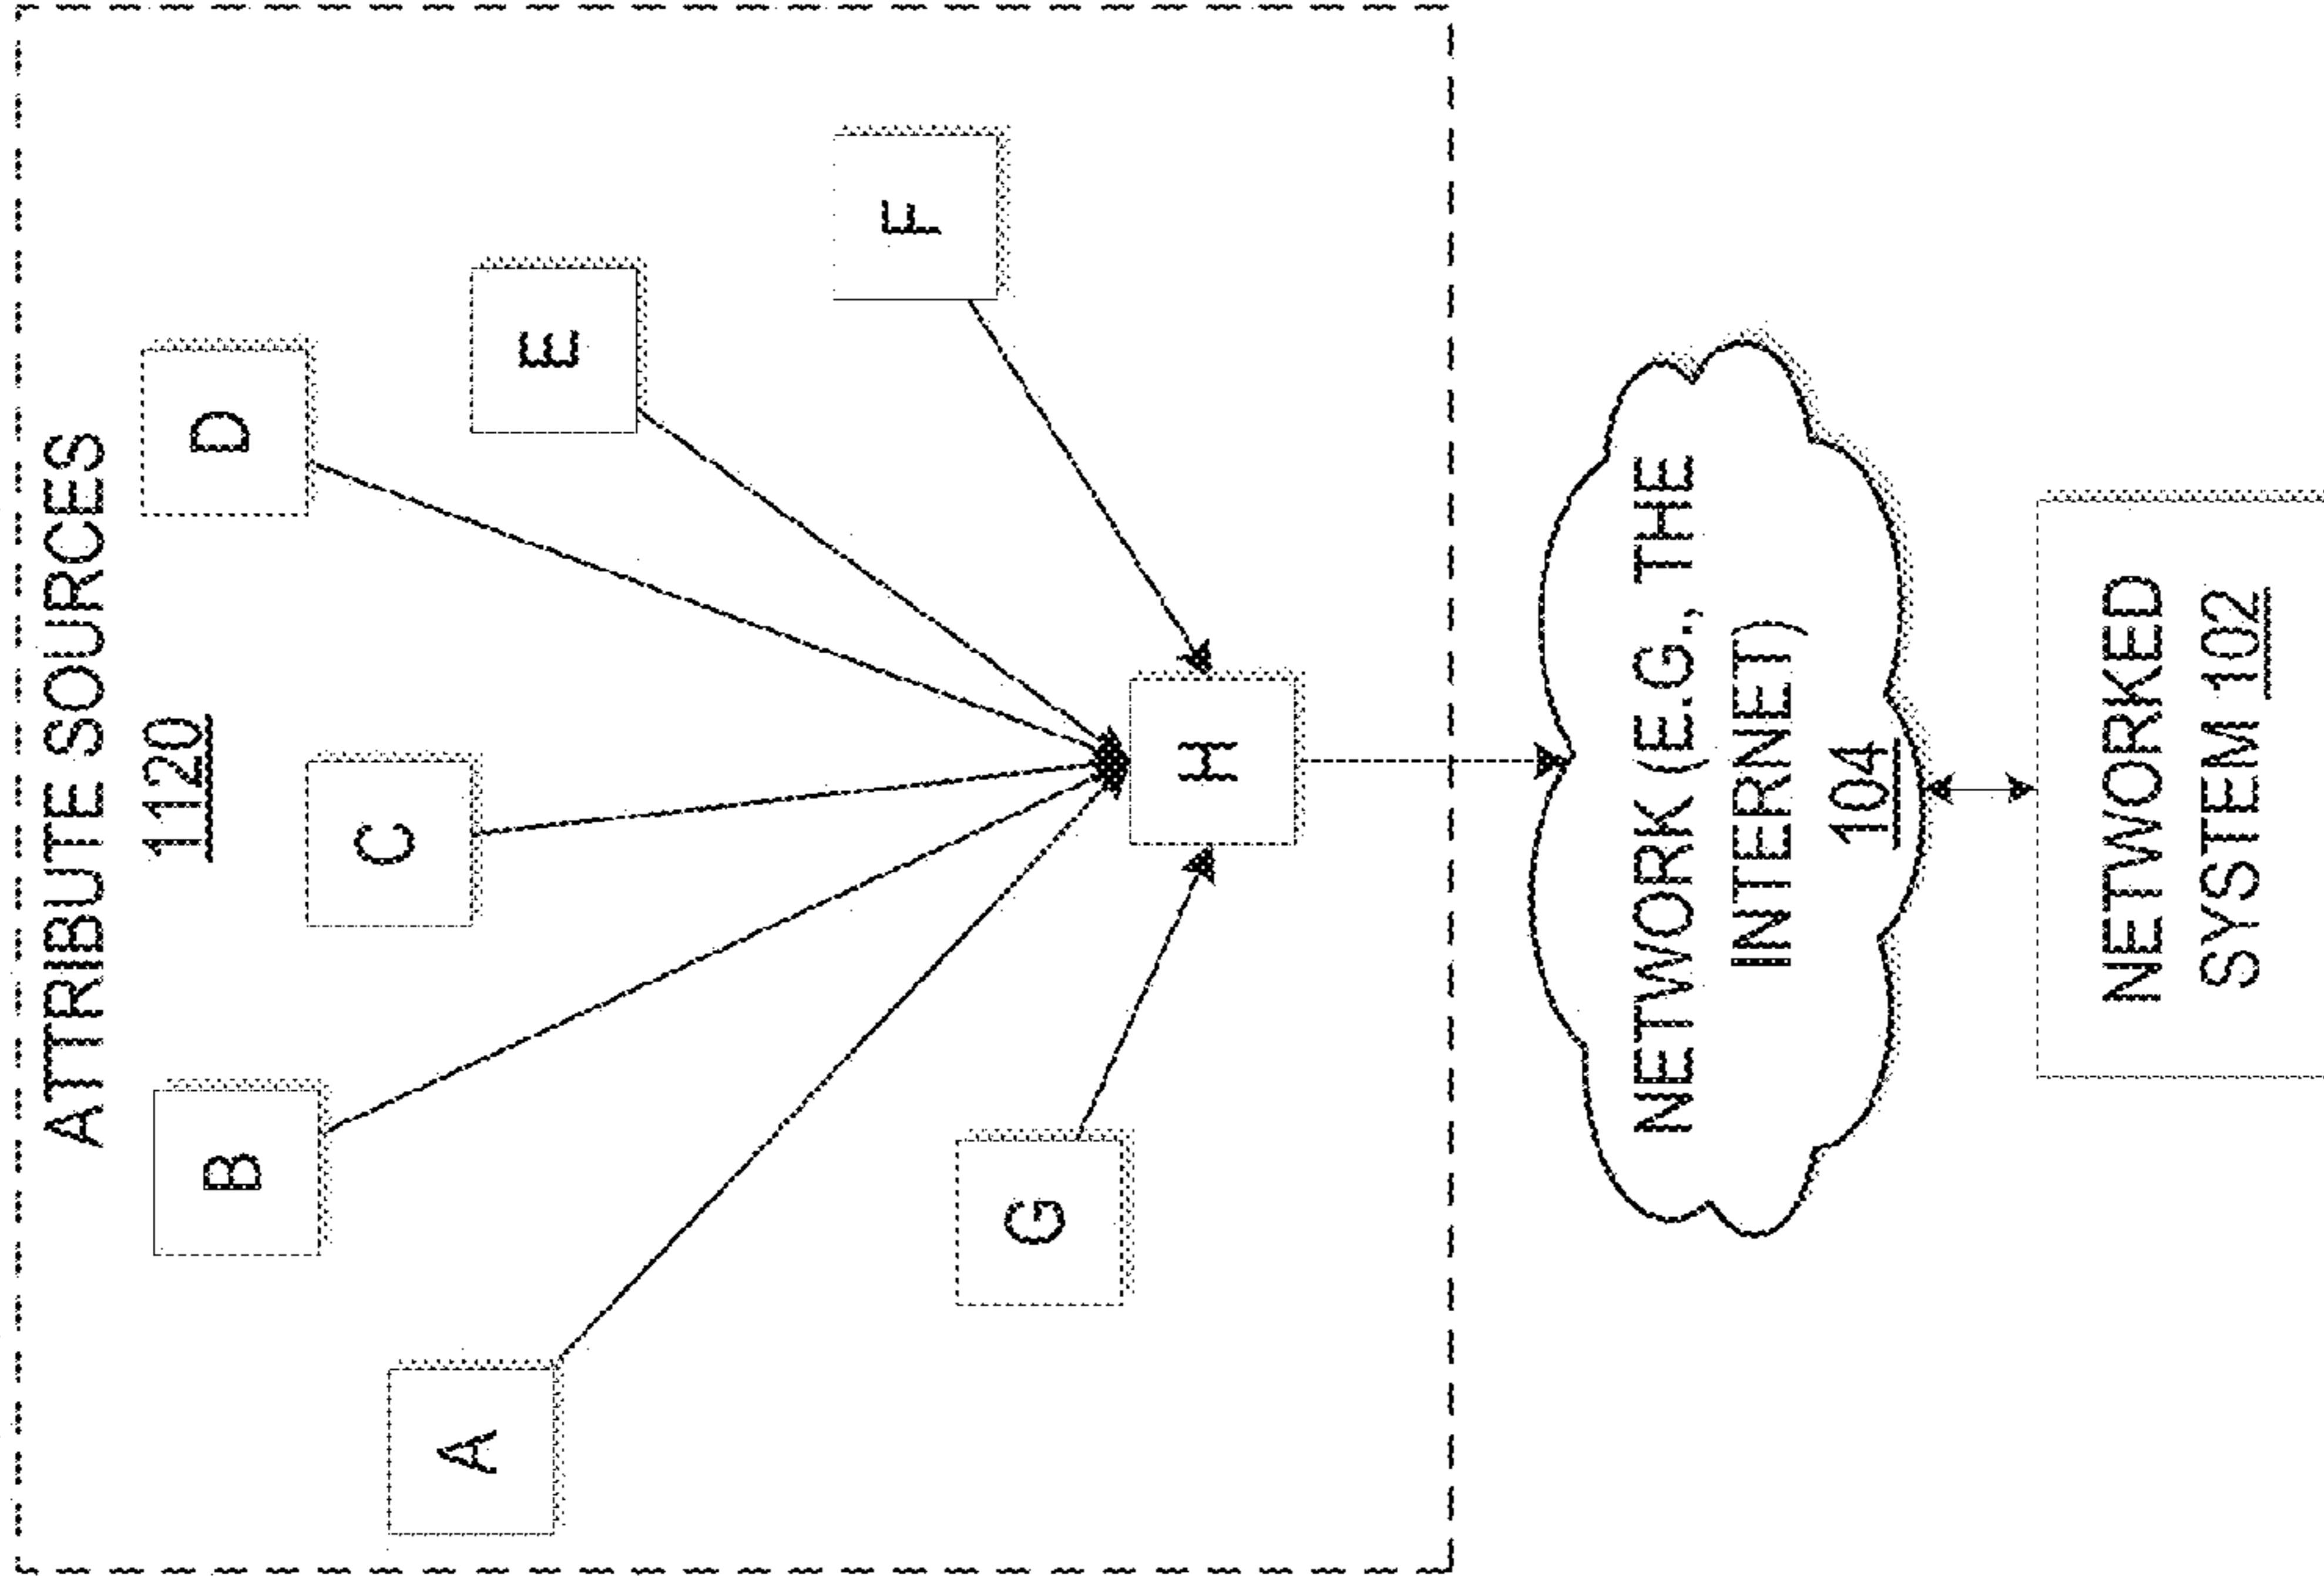 ATTRIBUTE SOURCES
1120
A
B
C
D
E
F
G
H
NETWORK (E.G., THE
INTERNET)
104
NETWORKED
SYSTEM 102